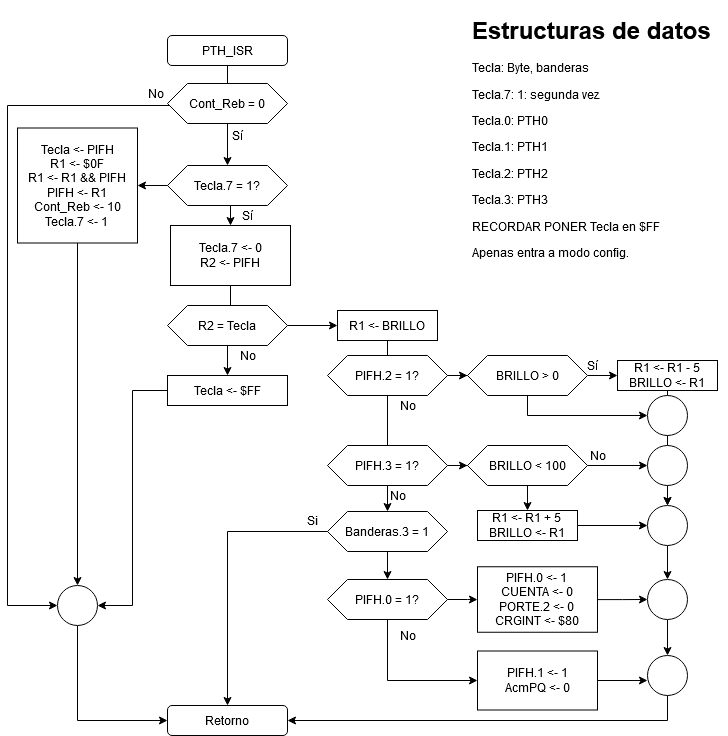 Estructuras de datos
Tecla: Byte, banderas
Tecla.7: 1: segunda vez
Tecla.0: PTH0
Tecla.1: PTH1
Tecla.2: PTH2
Tecla.3: PTH3
RECORDAR PONER Tecla en $FF
Apenas entra a modo config.
PTH_ISR
No
Cont_Reb = 0
Sí
Tecla <- PIFH
R1 <- $0F
R1 <- R1 && PIFH
PIFH <- R1
Cont_Reb <- 10
Tecla.7 <- 1
Tecla.7 = 1?
Sí
Tecla.7 <- 0
R2 <- PIFH
R2 = Tecla
No
Tecla <- $FF
R1 <- BRILLO
PIFH.2 = 1?
No
BRILLO > 0
Sí
R1 <- R1 - 5
BRILLO <- R1
PIFH.3 = 1?
No
BRILLO < 100
No
R1 <- R1 + 5
BRILLO <- R1
Si
Banderas.3 = 1
PIFH.0 = 1?
No
PIFH.0 <- 1
CUENTA <- 0
PORTE.2 <- 0
CRGINT <- $80
PIFH.1 <- 1
AcmPQ <- 0
Retorno